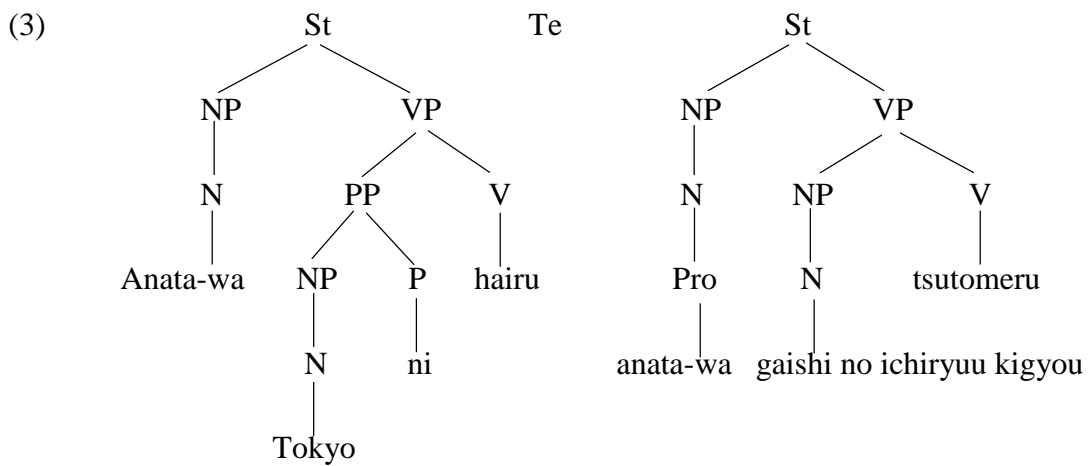 (3) St Te St
NP VP NP VP
N PP V N NP V
Anata-wa NP P hairu Pro N tsutomeru
N ni anata-wa gaishi no ichiryuu kigyou
Tokyo